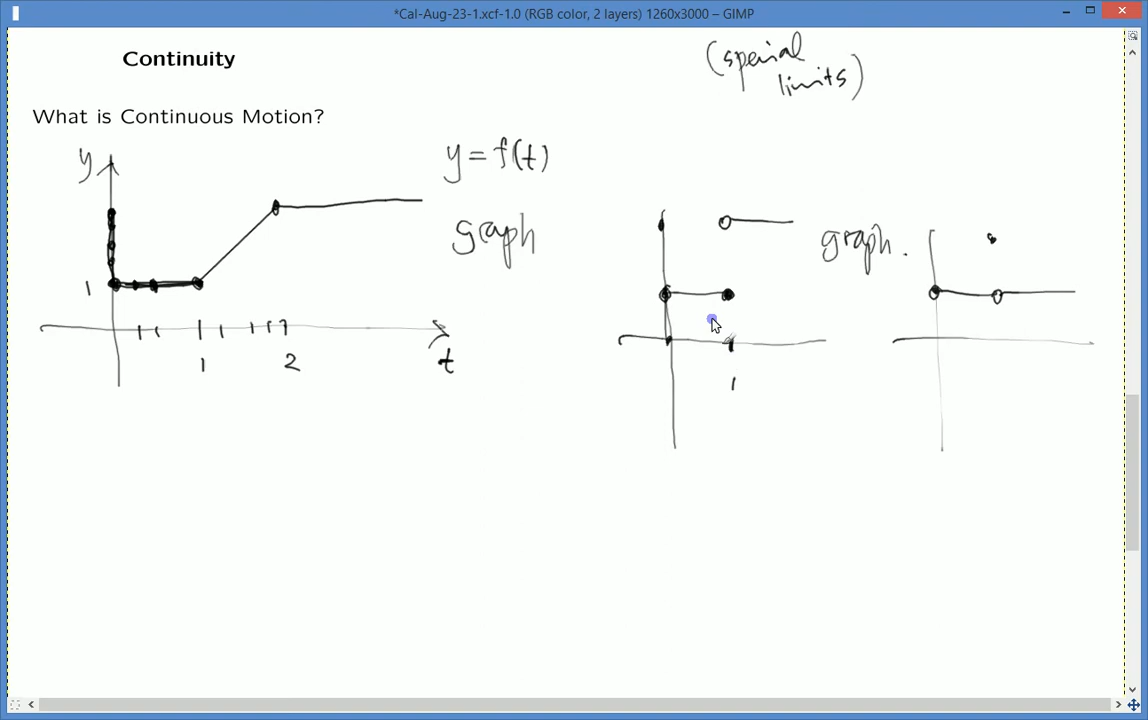 *Cal-Aug-23-1.xcf-1.0 (RGB color, 2 layers) 1260x3000 – GIMP
Continuity
(special
limits)
What is Continuous Motion?
y
y = f(t)
graph
graph.
1
1
2
t
1